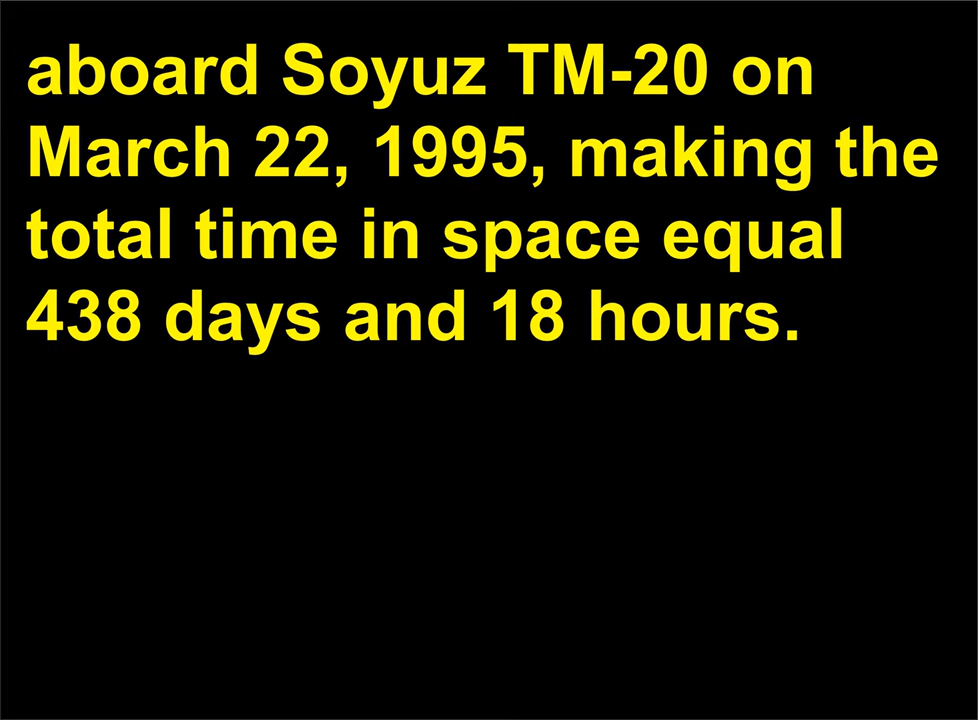 aboard Soyuz TM-20 on
March 22, 1995, making the
total time in space equal
438 days and 18 hours.